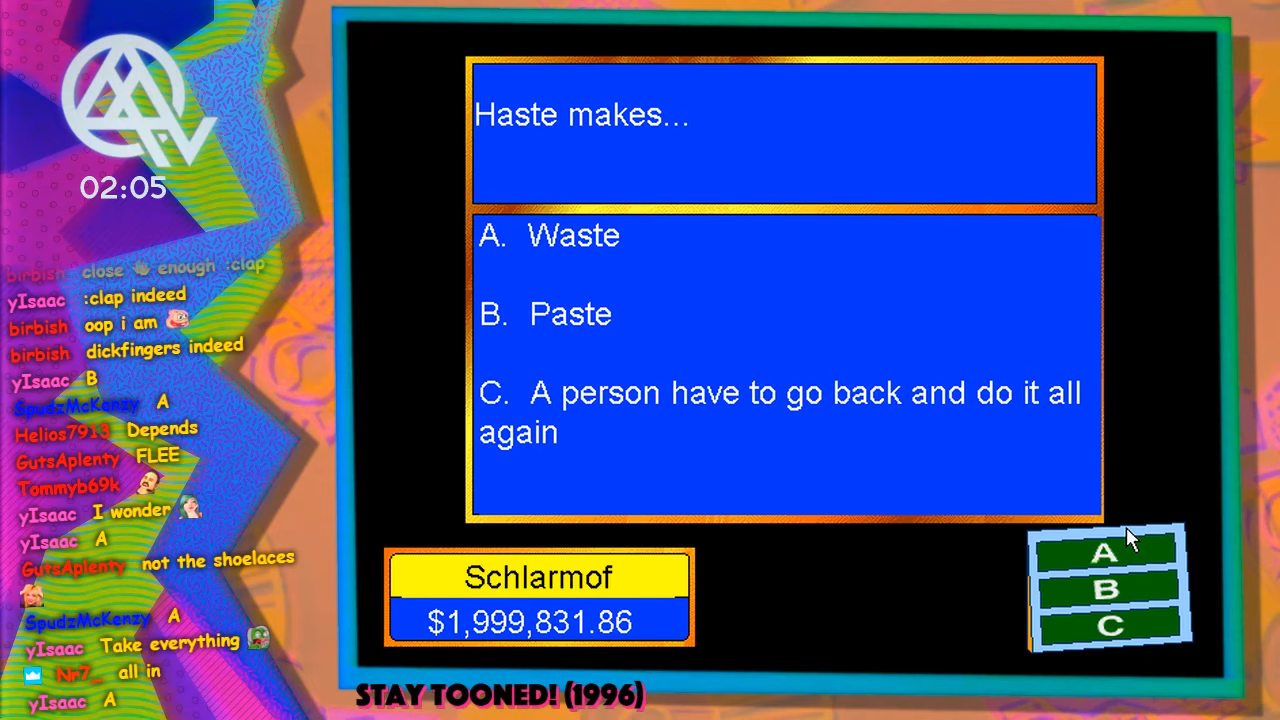 02:05
birbish close enough :clap
yIsaac :clap indeed
birbish oop i am
birbish dickfingers indeed
yIsaac B
SpudzMcKenzy A
Helios7913 Depends
GutsAplenty FLEE
Tommyb69k
yIsaac I wonder
yIsaac A
GutsAplenty not the shoelaces
SpudzMcKenzy A
yIsaac Take everything
Nr7_ all in
yIsaac A
Haste makes...
A. Waste
B. Paste
C. A person have to go back and do it all
again
Schlarmof
$1,999,831.86
A
B
C
STAY TOONED! (1996)